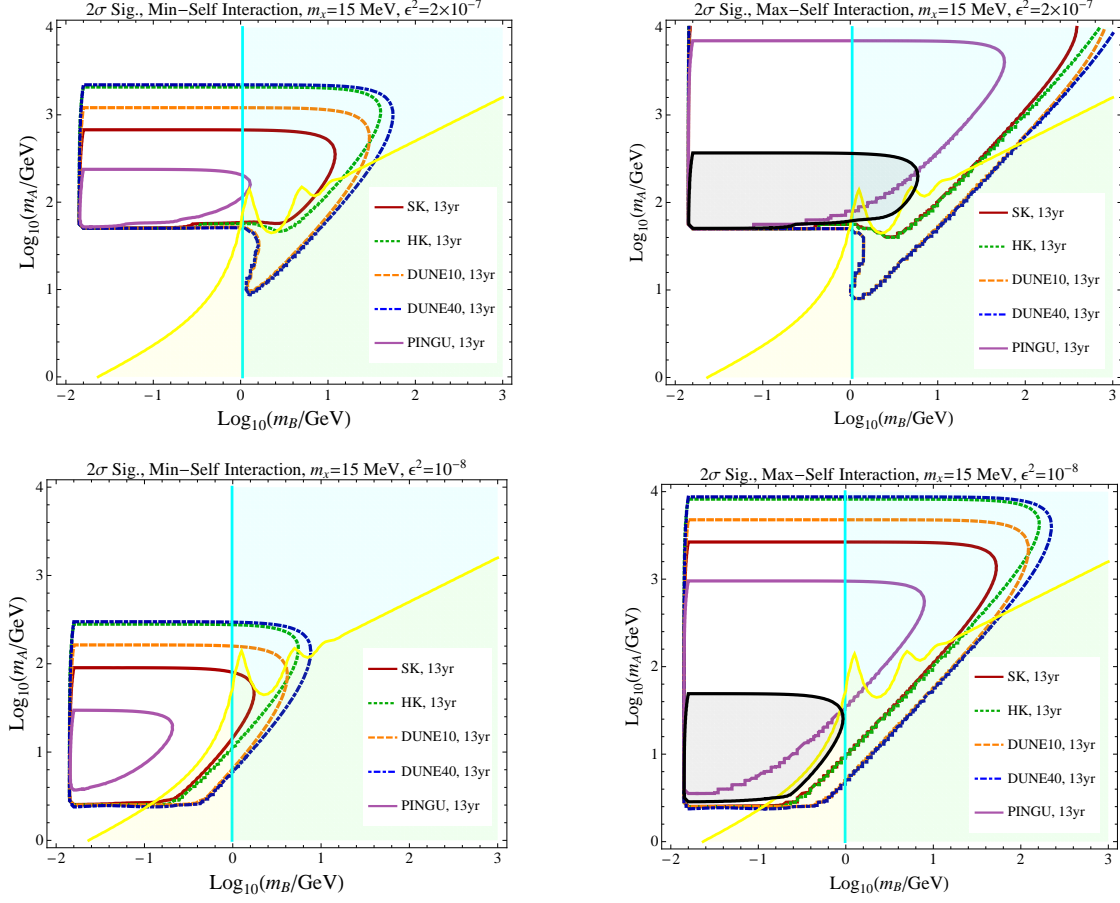 2σ Sig., Min−Self Interaction, mx=15 MeV, ϵ²=2×10⁻⁷
4
3
2
1
0
Log10(mA/GeV)
SK, 13yr
HK, 13yr
DUNE10, 13yr
DUNE40, 13yr
PINGU, 13yr
−2 −1 0 1 2 3
Log10(mB/GeV)
2σ Sig., Max−Self Interaction, mx=15 MeV, ϵ²=2×10⁻⁷
4
3
2
1
0
Log10(mA/GeV)
SK, 13yr
HK, 13yr
DUNE10, 13yr
DUNE40, 13yr
PINGU, 13yr
−2 −1 0 1 2 3
Log10(mB/GeV)
2σ Sig., Min−Self Interaction, mx=15 MeV, ϵ²=10⁻⁸
4
3
2
1
0
Log10(mA/GeV)
SK, 13yr
HK, 13yr
DUNE10, 13yr
DUNE40, 13yr
PINGU, 13yr
−2 −1 0 1 2 3
Log10(mB/GeV)
2σ Sig., Max−Self Interaction, mx=15 MeV, ϵ²=10⁻⁸
4
3
2
1
0
Log10(mA/GeV)
SK, 13yr
HK, 13yr
DUNE10, 13yr
DUNE40, 13yr
PINGU, 13yr
−2 −1 0 1 2 3
Log10(mB/GeV)